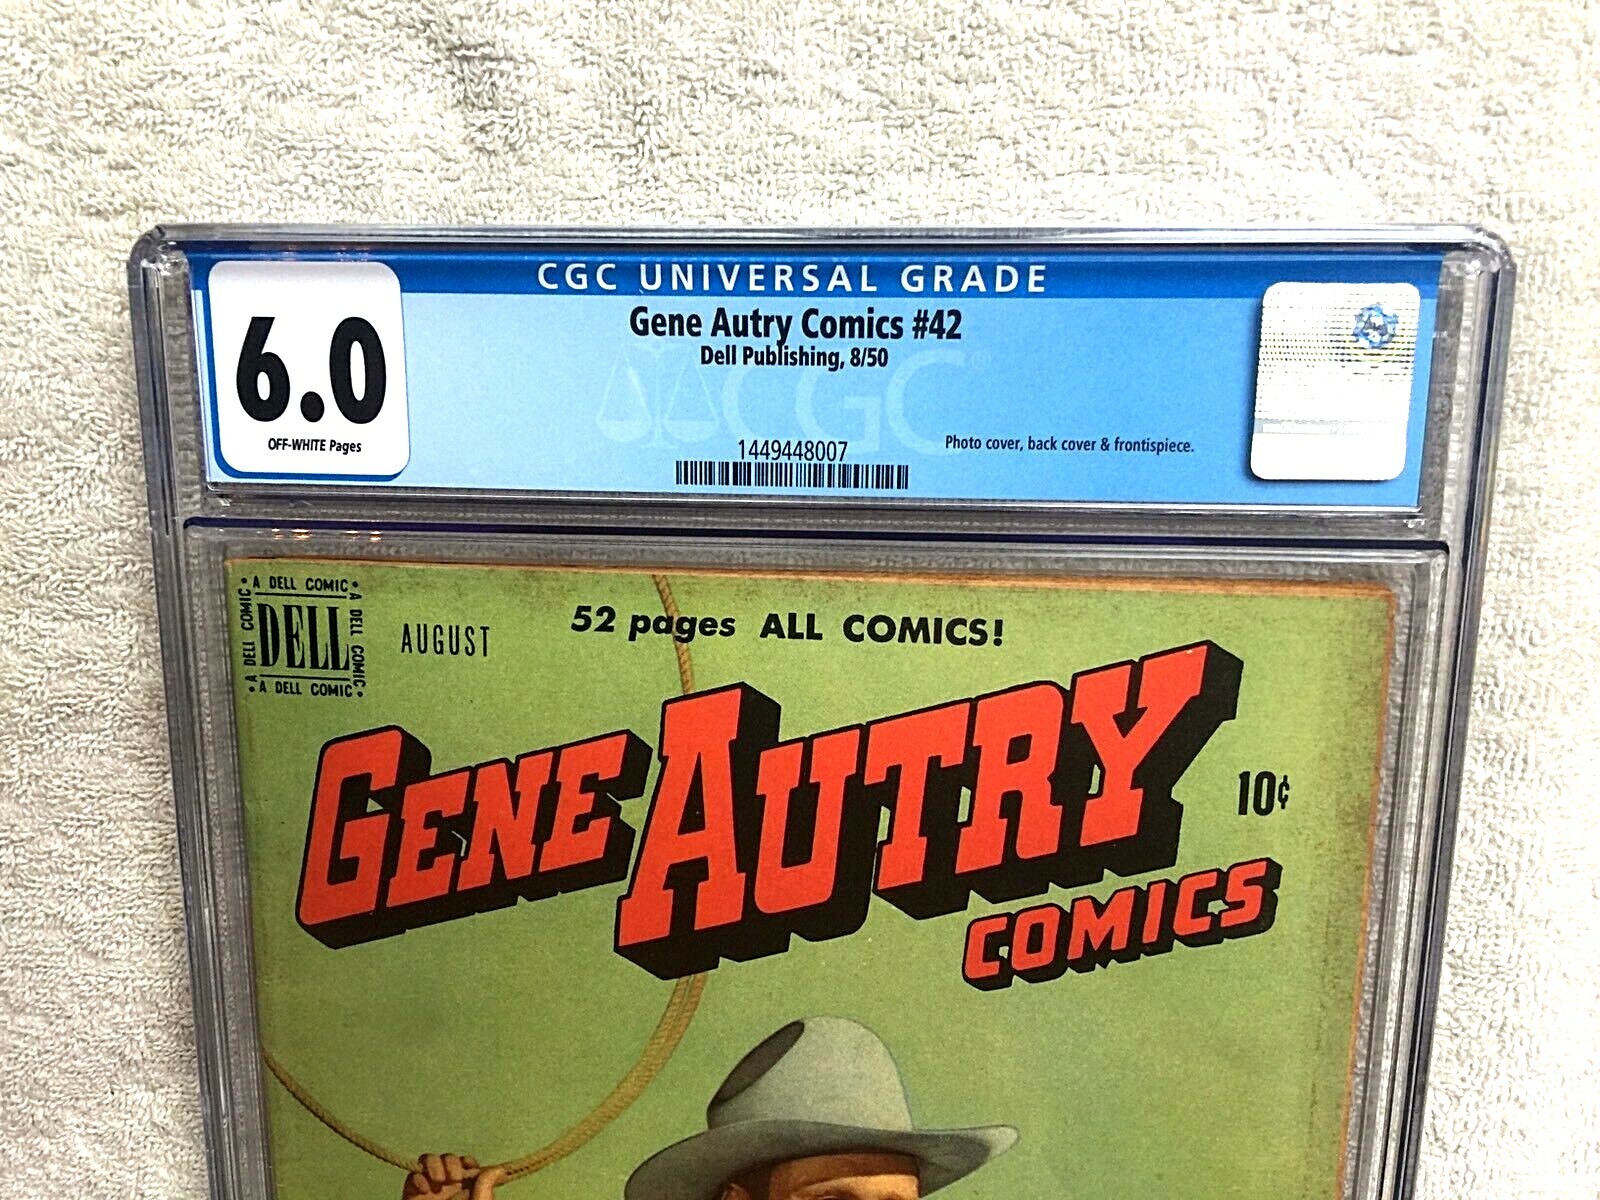 CGC UNIVERSAL GRADE
6.0
OFF-WHITE Pages
Gene Autry Comics #42
Dell Publishing, 8/50
CGC
1449448007
Photo cover, back cover & frontispiece.
• A DELL COMIC •
A DELL COMIC
DELL
A DELL COMIC
• A DELL COMIC •
AUGUST
52 pages ALL COMICS!
GENE AUTRY
COMICS
10¢